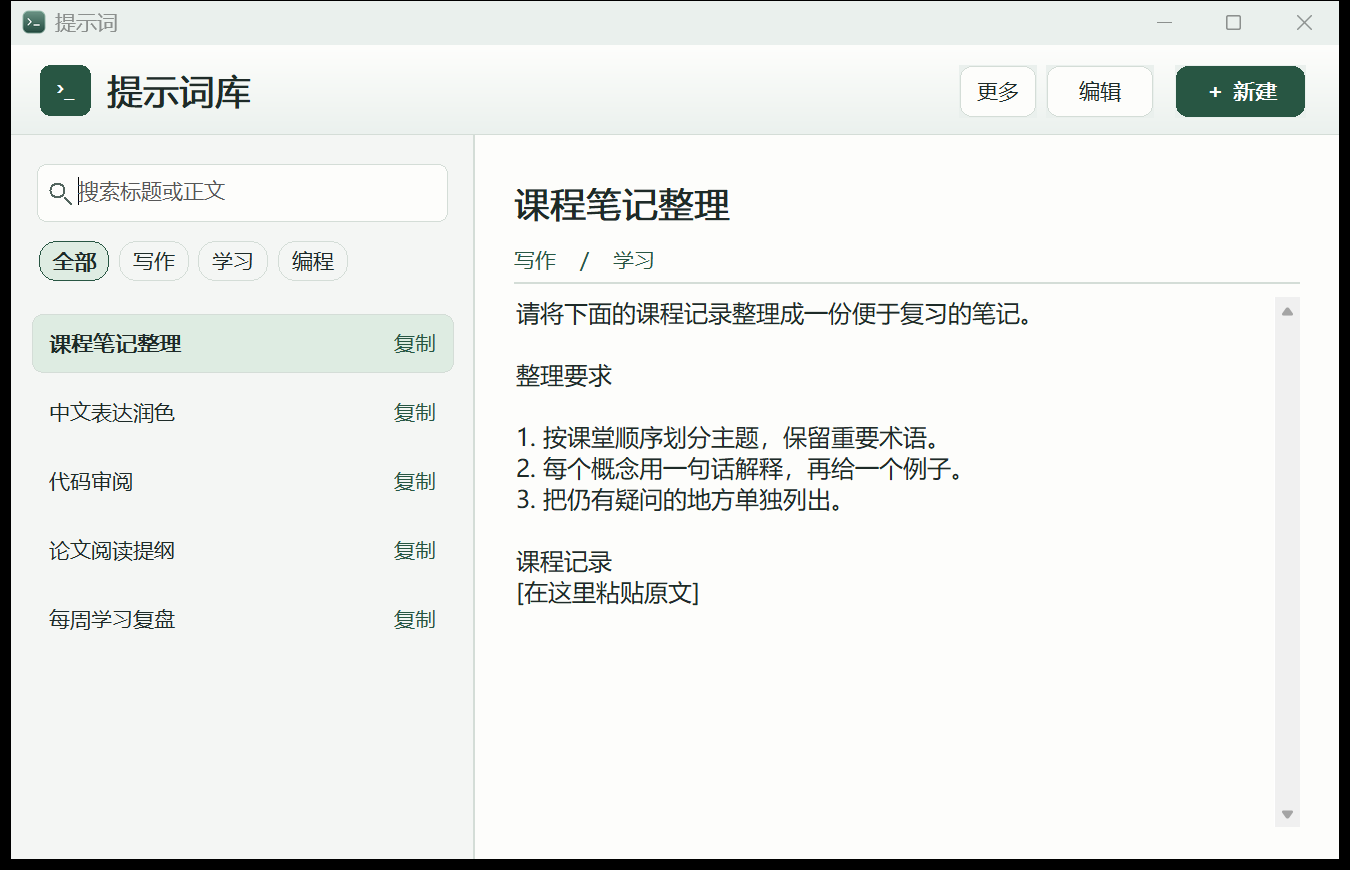 提示词
提示词库
更多
编辑
+ 新建
搜索标题或正文
全部 写作 学习 编程
课程笔记整理 复制
中文表达润色 复制
代码审阅 复制
论文阅读提纲 复制
每周学习复盘 复制
课程笔记整理
写作 / 学习
请将下面的课程记录整理成一份便于复习的笔记。
整理要求
1. 按课堂顺序划分主题，保留重要术语。
2. 每个概念用一句话解释，再给一个例子。
3. 把仍有疑问的地方单独列出。
课程记录
[在这里粘贴原文]